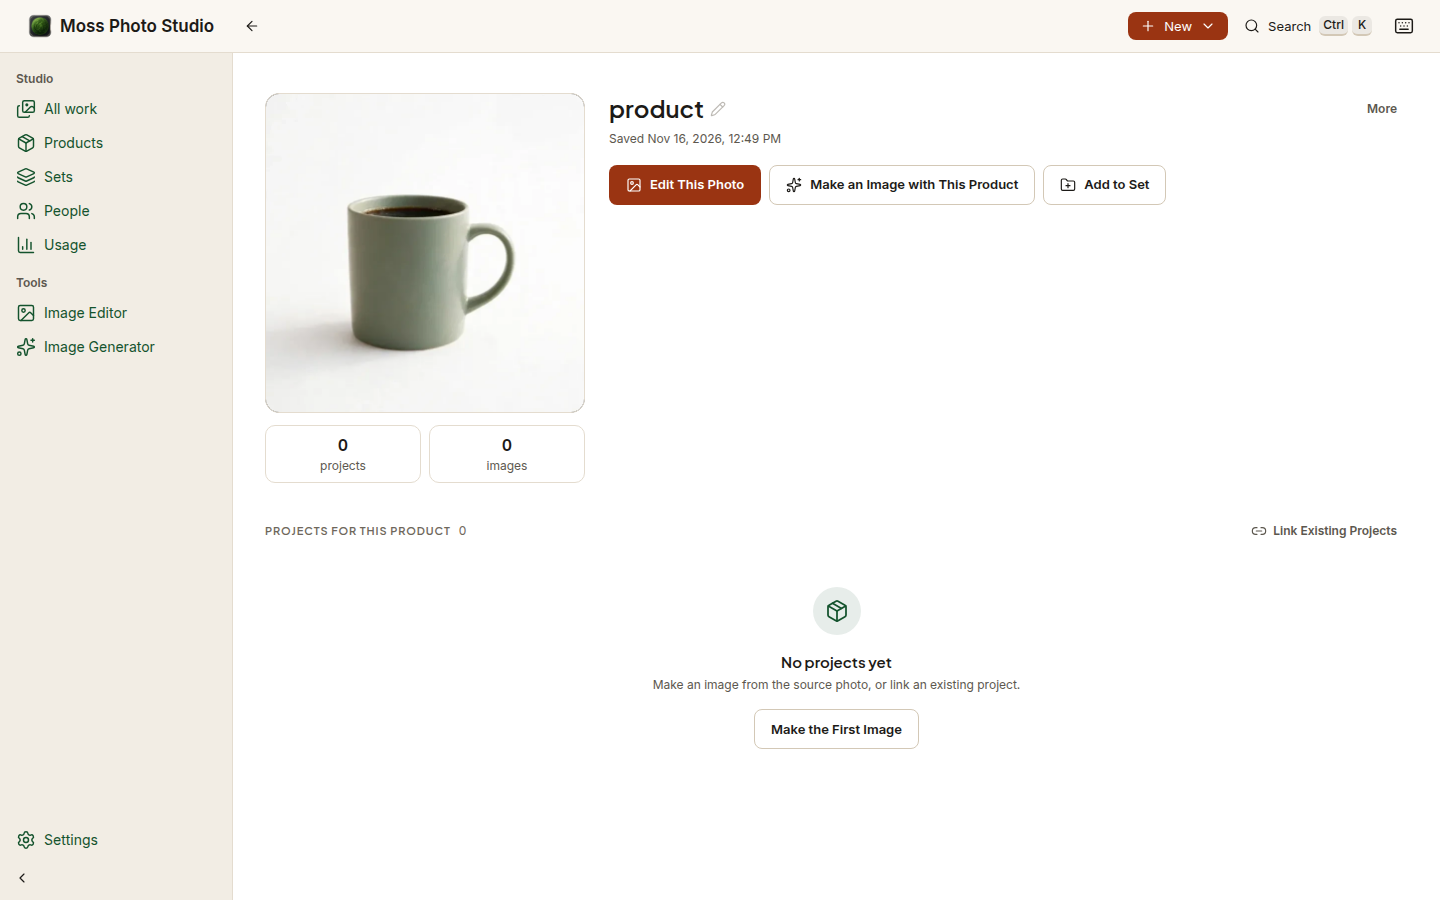 Moss Photo Studio
New
Search Ctrl K
Studio
All work
Products
Sets
People
Usage
Tools
Image Editor
Image Generator
Settings
product
More
Saved Nov 16, 2026, 12:49 PM
Edit This Photo
Make an Image with This Product
Add to Set
0
projects
0
images
PROJECTS FOR THIS PRODUCT 0
Link Existing Projects
No projects yet
Make an image from the source photo, or link an existing project.
Make the First Image